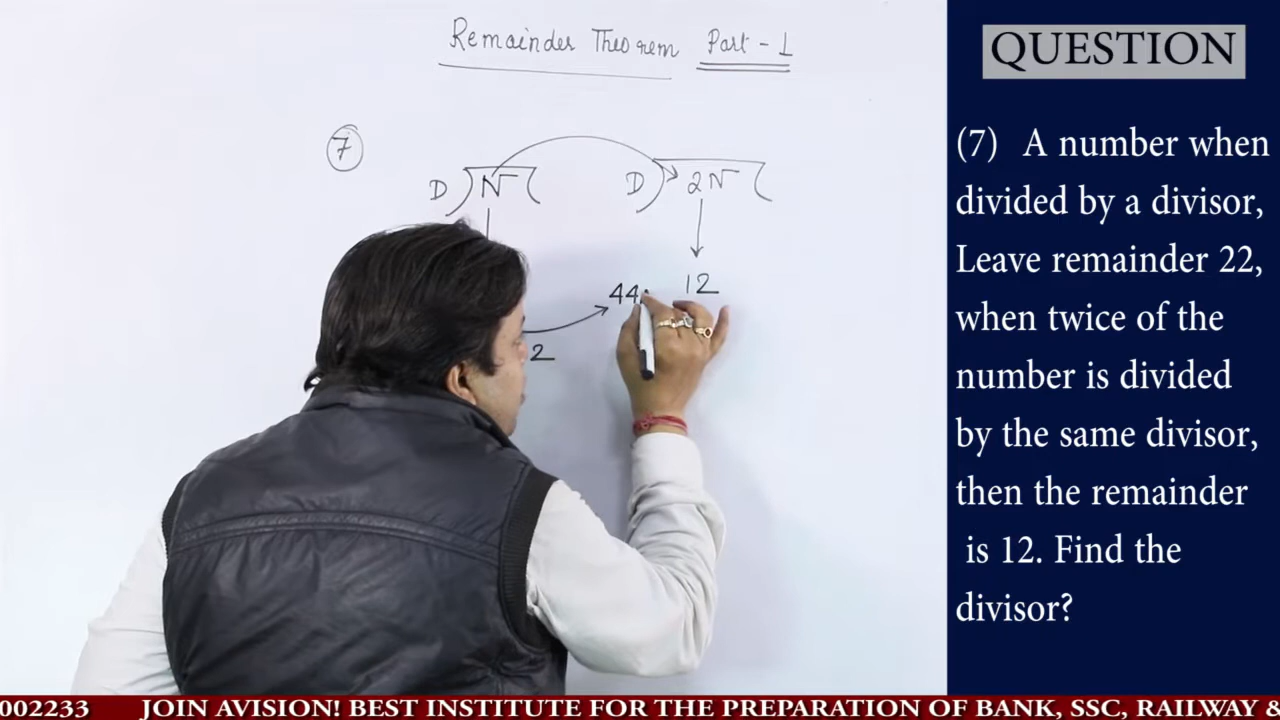 Remainder Theorem Part - 1
QUESTION
7
D) N (
D) 2N (
44
12
2
(7) A number when
divided by a divisor,
Leave remainder 22,
when twice of the
number is divided
by the same divisor,
then the remainder
is 12. Find the
divisor?
002233 JOIN AVISION! BEST INSTITUTE FOR THE PREPARATION OF BANK, SSC, RAILWAY &